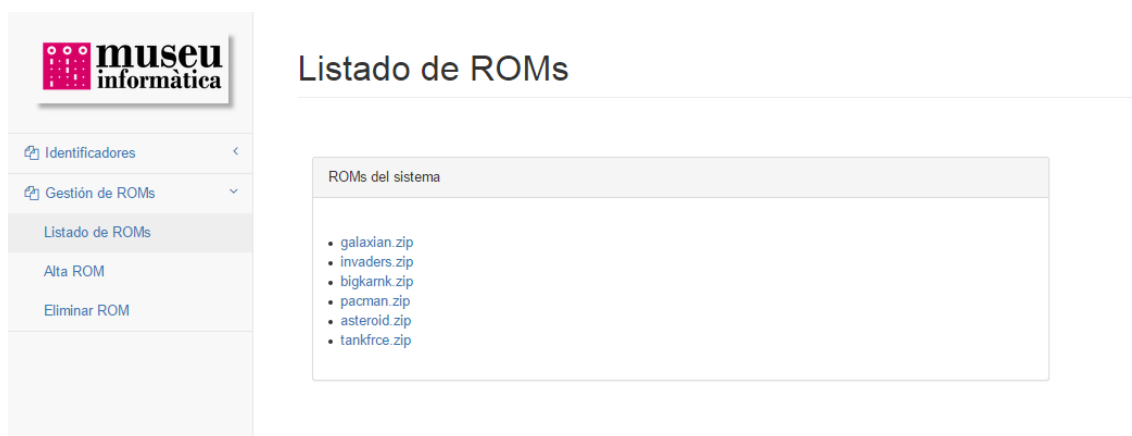 museu
informàtica
Identificadores
Gestión de ROMs
Listado de ROMs
Alta ROM
Eliminar ROM
Listado de ROMs
ROMs del sistema
galaxian.zip
invaders.zip
bigkarnk.zip
pacman.zip
asteroid.zip
tankfrce.zip